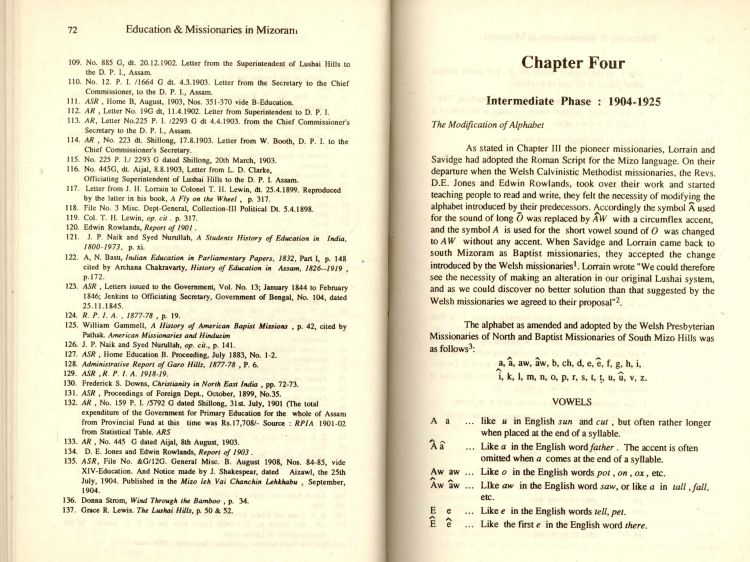 72 Education & Missionaries in Mizoram
109. No. 885 G, dt. 20.12.1902. Letter from the Superintendent of Lushai Hills to
the D. P. I., Assam.
110. No. 12. P. I. /1664 G dt. 4.3.1903. Letter from the Secretary to the Chief
Commissioner, to the D. P. I., Assam.
111. ASR, Home B, August, 1903, Nos. 351-370 vide B-Education.
112. AR, Letter No. 19G dt, 11.4.1902. Letter from Superintendent to D. P. I.
113. AR, Letter No.225 P. I. /2293 G dt 4.4.1903. from the Chief Commissioner's
Secretary to the D. P. I., Assam.
114. AR, No. 223 dt. Shillong, 17.8.1903. Letter from W. Booth, D. P. I. to the
Chief Commissioner's Secretary.
115. No. 225 P. I./ 2293 G dated Shillong, 20th March, 1903.
116. No. 445G, dt. Aijal, 8.8.1903, Letter from L. D. Clarke,
Officiating Superintendent of Lushai Hills to the D. P. I. Assam.
117. Letter from J. H. Lorrain to Colonel T. H. Lewin, dt. 25.4.1899. Reproduced
by the latter in his book, A Fly on the Wheel , p. 317.
118. File No. 3 Misc. Dept-General, Collection-III Political Dt. 5.4.1898.
119. Col. T. H. Lewin, op. cit . p. 317.
120. Edwin Rowlands, Report of 1901 .
121. J. P. Naik and Syed Nurullah, A Students History of Education in India,
1800-1973, p. xi.
122. A, N. Basu, Indian Education in Parliamentary Papers, 1832, Part I, p. 148
cited by Archana Chakravarty, History of Education in Assam, 1826--1919 ,
p.172.
123. ASR , Letters issued to the Government, Vol. No. 13; January 1844 to February
1846; Jenkins to Officiating Secretary, Government of Bengal, No. 104, dated
25.11.1845.
124. R. P. I. A. , 1877-78 , p. 19.
125. William Gammell, A History of American Bapist Missions , p. 42, cited by
Pathak. American Missionaries and Hindusim
126. J. P. Naik and Syed Nurullah, op. cit., p. 141.
127. ASR , Home Education B. Proceeding, July 1883, No. 1-2.
128. Administrative Report of Garo Hills, 1877-78 , P. 6.
129. ASR ,R. P. I. A. 1918-19.
130. Frederick S. Downs, Christianity in North East India , pp. 72-73.
131. ASR , Proceedings of Foreign Dept., October, 1899, No.35.
132. AR , No. 159 P. I. /5792 G dated Shillong, 31st. July, 1901 (The total
expenditure of the Government for Primary Education for the whole of Assam
from Provincial Fund at this time was Rs.17,708/- Source : RPIA 1901-02
from Statistical Table. ARS
133. AR , No. 445 G dated Aijal, 8th August, 1903.
134. D. E. Jones and Edwin Rowlands, Report of 1903 .
135. ASR, File No. &G/12G. General Misc. B. August 1908, Nos. 84-85, vide
XIV-Education. And Notice made by J. Shakespear, dated Aizawl, the 25th
July, 1904. Published in the Mizo leh Vai Chanchin Lehkhabu , September,
1904.
136. Donna Strom, Wind Through the Bamboo , p. 34.
137. Grace R. Lewis. The Lushai Hills, p. 50 & 52.
Chapter Four
Intermediate Phase : 1904-1925
The Modification of Alphabet
As stated in Chapter III the pioneer missionaries, Lorrain and
Savidge had adopted the Roman Script for the Mizo language. On their
departure when the Welsh Calvinistic Methodist missionaries, the Revs.
D.E. Jones and Edwin Rowlands, took over their work and started
teaching people to read and write, they felt the necessity of modifying the
alphabet introduced by their predecessors. Accordingly the symbol Â used
for the sound of long Ō was replaced by ÂW with a circumflex accent,
and the symbol A is used for the short vowel sound of O was changed
to AW without any accent. When Savidge and Lorrain came back to
south Mizoram as Baptist missionaries, they accepted the change
introduced by the Welsh missionaries¹. Lorrain wrote "We could therefore
see the necessity of making an alteration in our original Lushai system,
and as we could discover no better solution than that suggested by the
Welsh missionaries we agreed to their proposal"².
The alphabet as amended and adopted by the Welsh Presbyterian
Missionaries of North and Baptist Missionaries of South Mizo Hills was
as follows³:
a, â, aw, âw, b, ch, d, e, ê, f, g, h, i,
î, k, l, m, n, o, p, r, s, t, ṭ, u, û, v, z.
VOWELS
A a ... like u in English sun and cut , but often rather longer
when placed at the end of a syllable.
Â â ... Like a in the English word father . The accent is often
omitted when a comes at the end of a syllable.
Aw aw ... Like o in the English words pot , on , ox , etc.
Âw âw ... LIke aw in the English word saw, or like a in tall ,fall,
etc.
E e ... Like e in the English words tell, pet.
Ê ê ... Like the first e in the English word there.